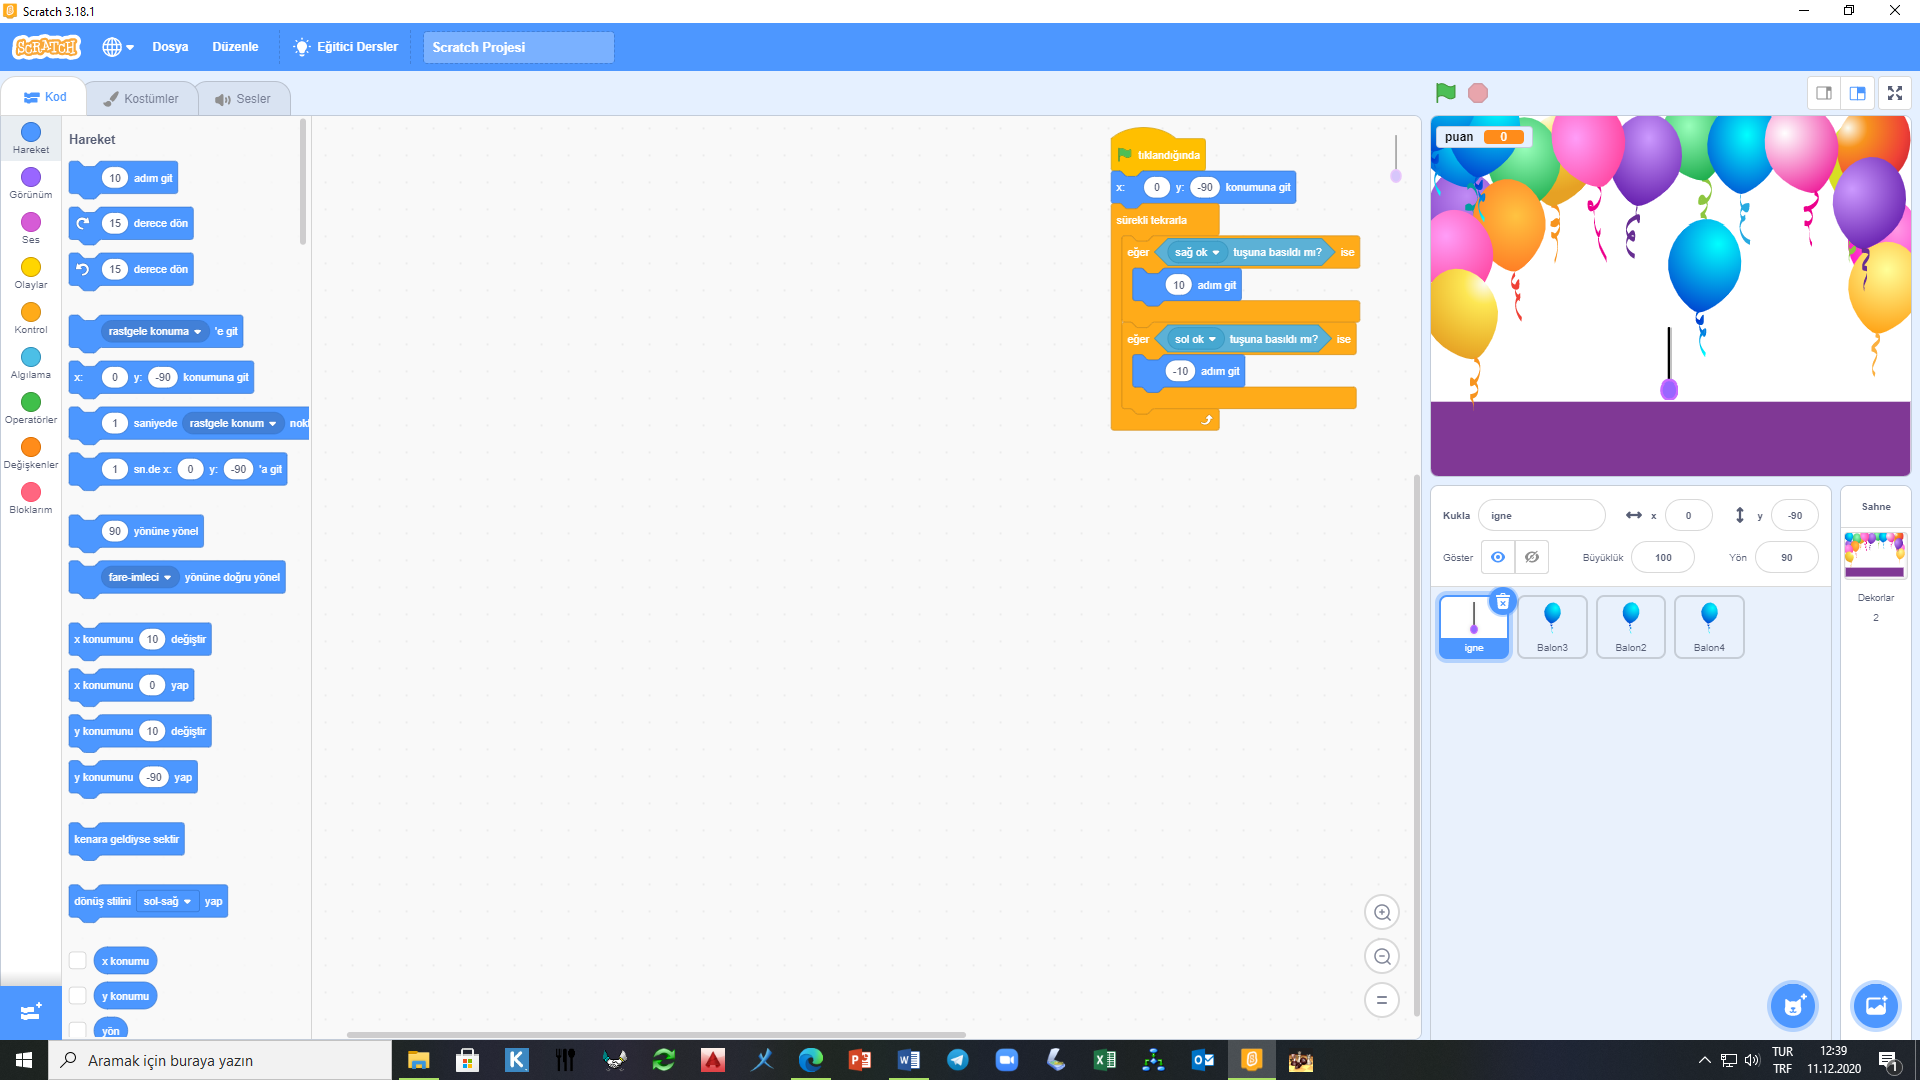 Scratch 3.18.1
SCRATCH
Dosya
Düzenle
Eğitici Dersler
Scratch Projesi
Kod
Kostümler
Sesler
Hareket
Görünüm
Ses
Olaylar
Kontrol
Algılama
Operatörler
Değişkenler
Bloklarım
Hareket
10 adım git
15 derece dön
15 derece dön
rastgele konuma 'e git
x: 0 y: -90 konumuna git
1 saniyede rastgele konum nokt
1 sn.de x: 0 y: -90 'a git
90 yönüne yönel
fare-imleci yönüne doğru yönel
x konumunu 10 değiştir
x konumunu 0 yap
y konumunu 10 değiştir
y konumunu -90 yap
kenara geldiyse sektir
dönüş stilini sol-sağ yap
x konumu
y konumu
yön
tıklandığında
x: 0 y: -90 konumuna git
sürekli tekrarla
eğer sağ ok tuşuna basıldı mı? ise
10 adım git
eğer sol ok tuşuna basıldı mı? ise
-10 adım git
puan 0
Kukla igne x 0 y -90
Göster Büyüklük 100 Yön 90
igne
Balon3
Balon2
Balon4
Sahne
Dekorlar
2
Aramak için buraya yazın
TUR
TRF
12:39
11.12.2020
1